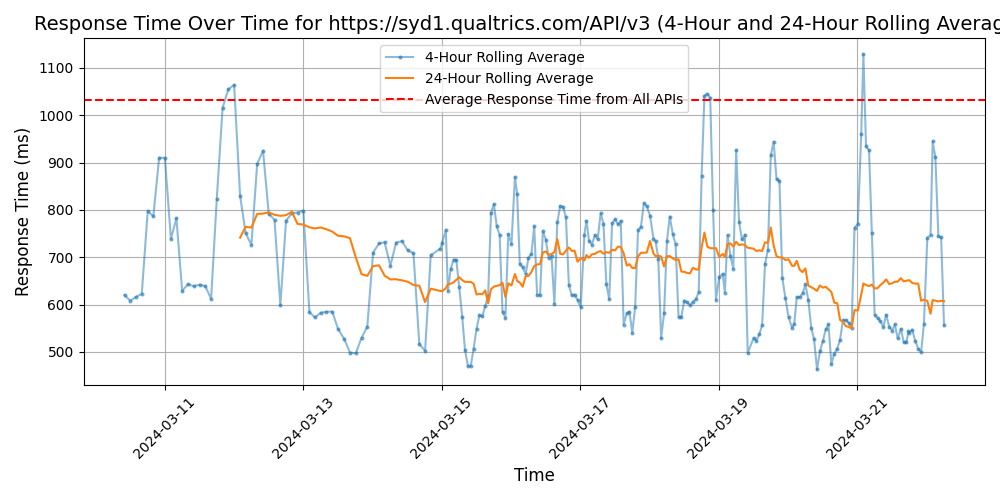 Response Time Over Time for https://syd1.qualtrics.com/API/v3 (4-Hour and 24-Hour Rolling Averag
4-Hour Rolling Average
24-Hour Rolling Average
Average Response Time from All APIs
Response Time (ms)
1100
1000
900
800
700
600
500
2024-03-11
2024-03-13
2024-03-15
2024-03-17
2024-03-19
2024-03-21
Time